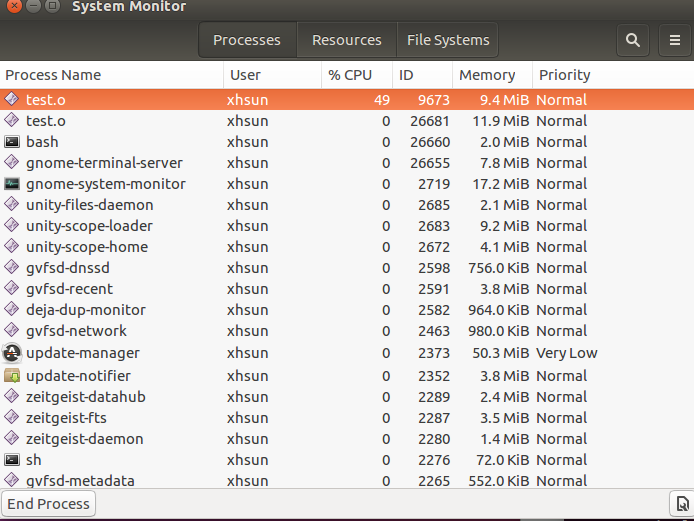 System Monitor
Processes Resources File Systems
Process Name User % CPU ID Memory Priority
test.o xhsun 49 9673 9.4 MiB Normal
test.o xhsun 0 26681 11.9 MiB Normal
bash xhsun 0 26660 2.0 MiB Normal
gnome-terminal-server xhsun 0 26655 7.8 MiB Normal
gnome-system-monitor xhsun 0 2719 17.2 MiB Normal
unity-files-daemon xhsun 0 2685 2.1 MiB Normal
unity-scope-loader xhsun 0 2683 9.2 MiB Normal
unity-scope-home xhsun 0 2672 4.1 MiB Normal
gvfsd-dnssd xhsun 0 2598 756.0 KiB Normal
gvfsd-recent xhsun 0 2591 3.8 MiB Normal
deja-dup-monitor xhsun 0 2582 964.0 KiB Normal
gvfsd-network xhsun 0 2463 980.0 KiB Normal
update-manager xhsun 0 2373 50.3 MiB Very Low
update-notifier xhsun 0 2352 3.8 MiB Normal
zeitgeist-datahub xhsun 0 2289 2.4 MiB Normal
zeitgeist-fts xhsun 0 2287 3.5 MiB Normal
zeitgeist-daemon xhsun 0 2280 1.4 MiB Normal
sh xhsun 0 2276 72.0 KiB Normal
gvfsd-metadata xhsun 0 2265 552.0 KiB Normal
End Process